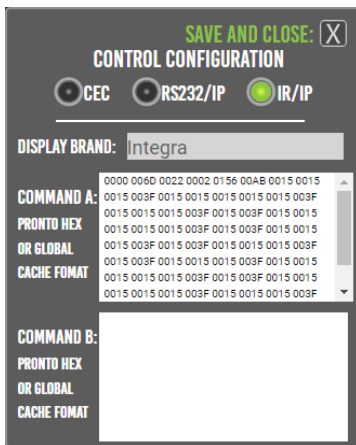 SAVE AND CLOSE: X
CONTROL CONFIGURATION
CEC RS232/IP IR/IP
DISPLAY BRAND: Integra
COMMAND A:
PRONTO HEX
OR GLOBAL
CACHE FOMAT
0000 006D 0022 0002 0156 00AB 0015 0015
0015 003F 0015 0015 0015 0015 0015 003F
0015 0015 0015 003F 0015 003F 0015 0015
0015 003F 0015 0015 0015 003F 0015 003F
0015 003F 0015 003F 0015 003F 0015 003F
0015 003F 0015 0015 0015 003F 0015 0015
0015 0015 0015 003F 0015 003F 0015 0015
0015 0015 0015 003F 0015 0015 0015 003F
COMMAND B:
PRONTO HEX
OR GLOBAL
CACHE FOMAT